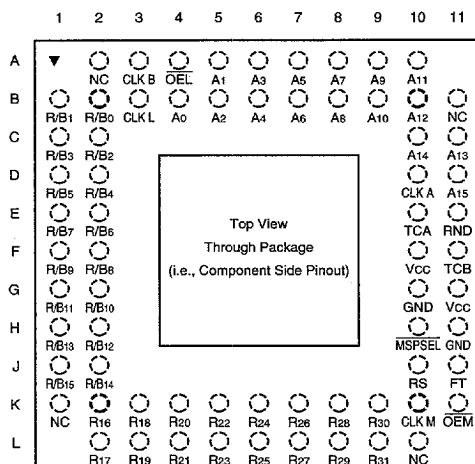 1 2 3 4 5 6 7 8 9 10 11
A
NC CLK B OEL A1 A3 A5 A7 A9 A11
B
R/B1 R/B0 CLK L A0 A2 A4 A6 A8 A10 A12 NC
C
R/B3 R/B2 A14 A13
D
R/B5 R/B4 CLK A A15
E
R/B7 R/B6 TCA RND
F
R/B9 R/B8 VCC TCB
G
R/B11 R/B10 GND VCC
H
R/B13 R/B12 MSPSEL GND
J
R/B15 R/B14 RS FT
K
NC R16 R18 R20 R22 R24 R26 R28 R30 CLK M OEM
L
R17 R19 R21 R23 R25 R27 R29 R31 NC
Top View
Through Package
(i.e., Component Side Pinout)